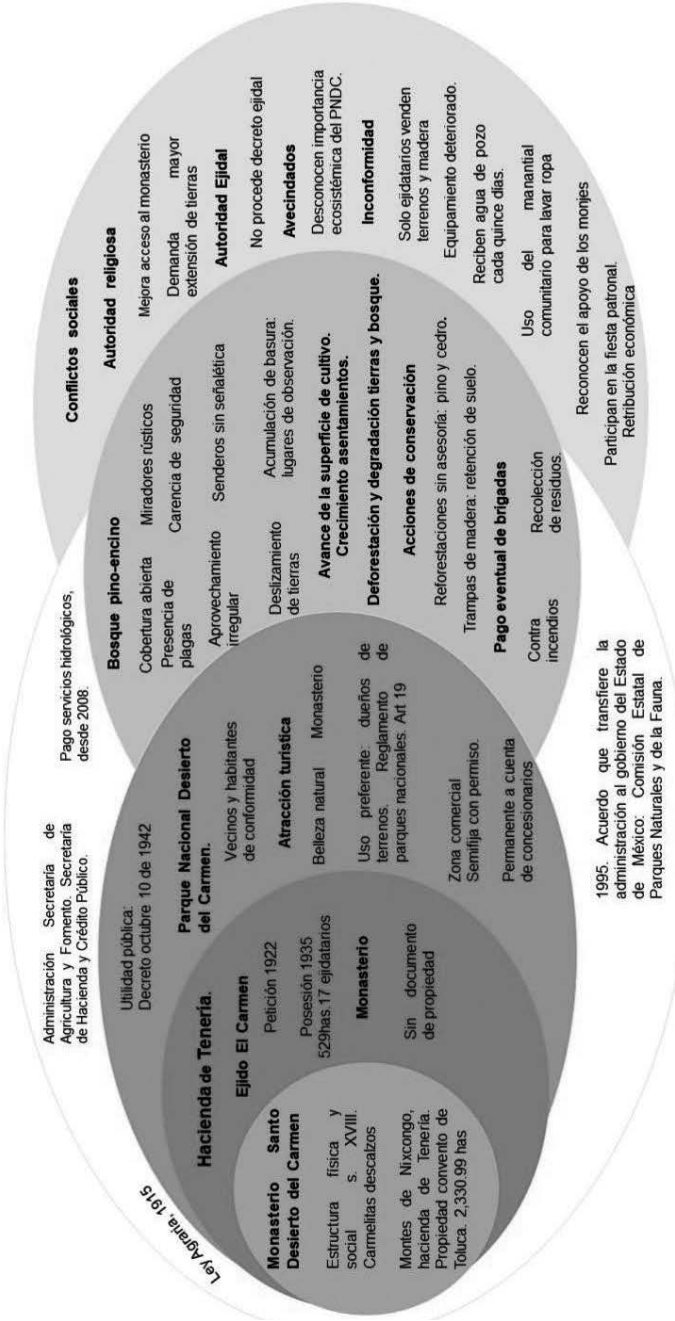 Ley Agraria, 1915
Administración Secretaría de
Agricultura y Fomento. Secretaría
de Hacienda y Crédito Público.
Pago servicios hidrológicos,
desde 2008.
Monasterio Santo
Desierto del Carmen
Estructura física y
social s. XVIII.
Carmelitas descalzos
Montes de Nixcongo,
hacienda de Tenería.
Propiedad convento de
Toluca. 2,330.99 has
Hacienda de Tenería.
Ejido El Carmen
Petición 1922
Posesión 1935
529has.17 ejidatarios
Monasterio
Sin documento
de propiedad
Utilidad pública:
Decreto octubre 10 de 1942
Parque Nacional Desierto
del Carmen.
Vecinos y habitantes
de conformidad
Atracción turística
Belleza natural Monasterio
Uso preferente: dueños de
terrenos. Reglamento de
parques nacionales. Art 19
Zona comercial
Semifija con permiso.
Permanente a cuenta
de concesionarios
Bosque pino-encino
Cobertura abierta Miradores rústicos
Presencia de
plagas
Carencia de seguridad
Aprovechamiento
irregular
Senderos sin señalética
Deslizamiento
de tierras
Acumulación de basura:
lugares de observación.
Avance de la superficie de cultivo.
Crecimiento asentamientos.
Deforestación y degradación tierras y bosque.
Acciones de conservación
Reforestaciones sin asesoría: pino y cedro.
Trampas de madera: retención de suelo.
Pago eventual de brigadas
Contra
incendios
Recolección
de residuos.
Conflictos sociales
Autoridad religiosa
Mejora acceso al monasterio
Demanda mayor
extensión de tierras
Autoridad Ejidal
No procede decreto ejidal
Avecindados
Desconocen importancia
ecosistémica del PNDC.
Inconformidad
Solo ejidatarios venden
terrenos y madera
Equipamiento deteriorado.
Reciben agua de pozo
cada quince días.
Uso del manantial
comunitario para lavar ropa
Reconocen el apoyo de los monjes
Participan en la fiesta patronal.
Retribución económica
1995. Acuerdo que transfiere la
administración al gobierno del Estado
de México: Comisión Estatal de
Parques Naturales y de la Fauna.